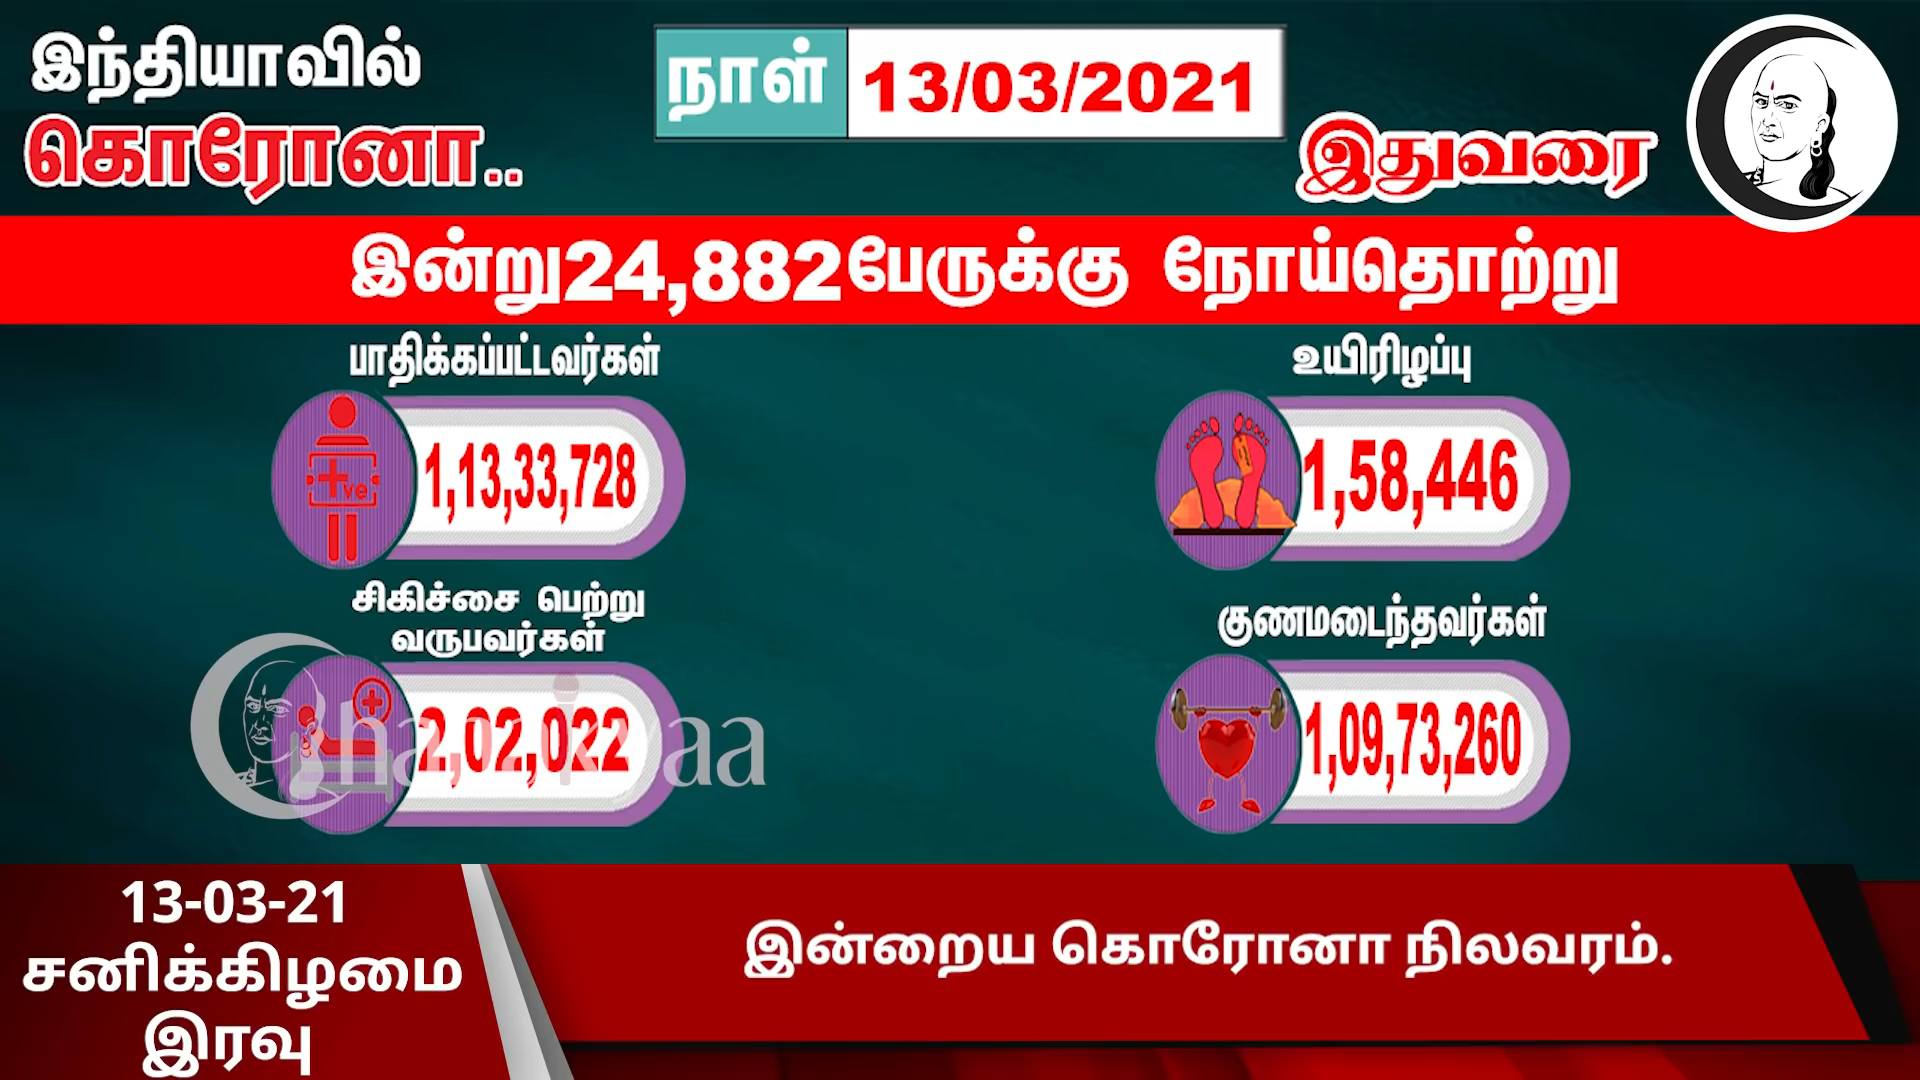 இந்தியாவில்
கொரோனா..
நாள் 13/03/2021
இதுவரை
இன்று24,882பேருக்கு நோய்தொற்று
பாதிக்கப்பட்டவர்கள்
+ve
1,13,33,728
உயிரிழப்பு
1,58,446
சிகிச்சை பெற்று
வருபவர்கள்
2,02,022
குணமடைந்தவர்கள்
1,09,73,260
Chanakyaa
13-03-21
சனிக்கிழமை
இரவு
இன்றைய கொரோனா நிலவரம்.